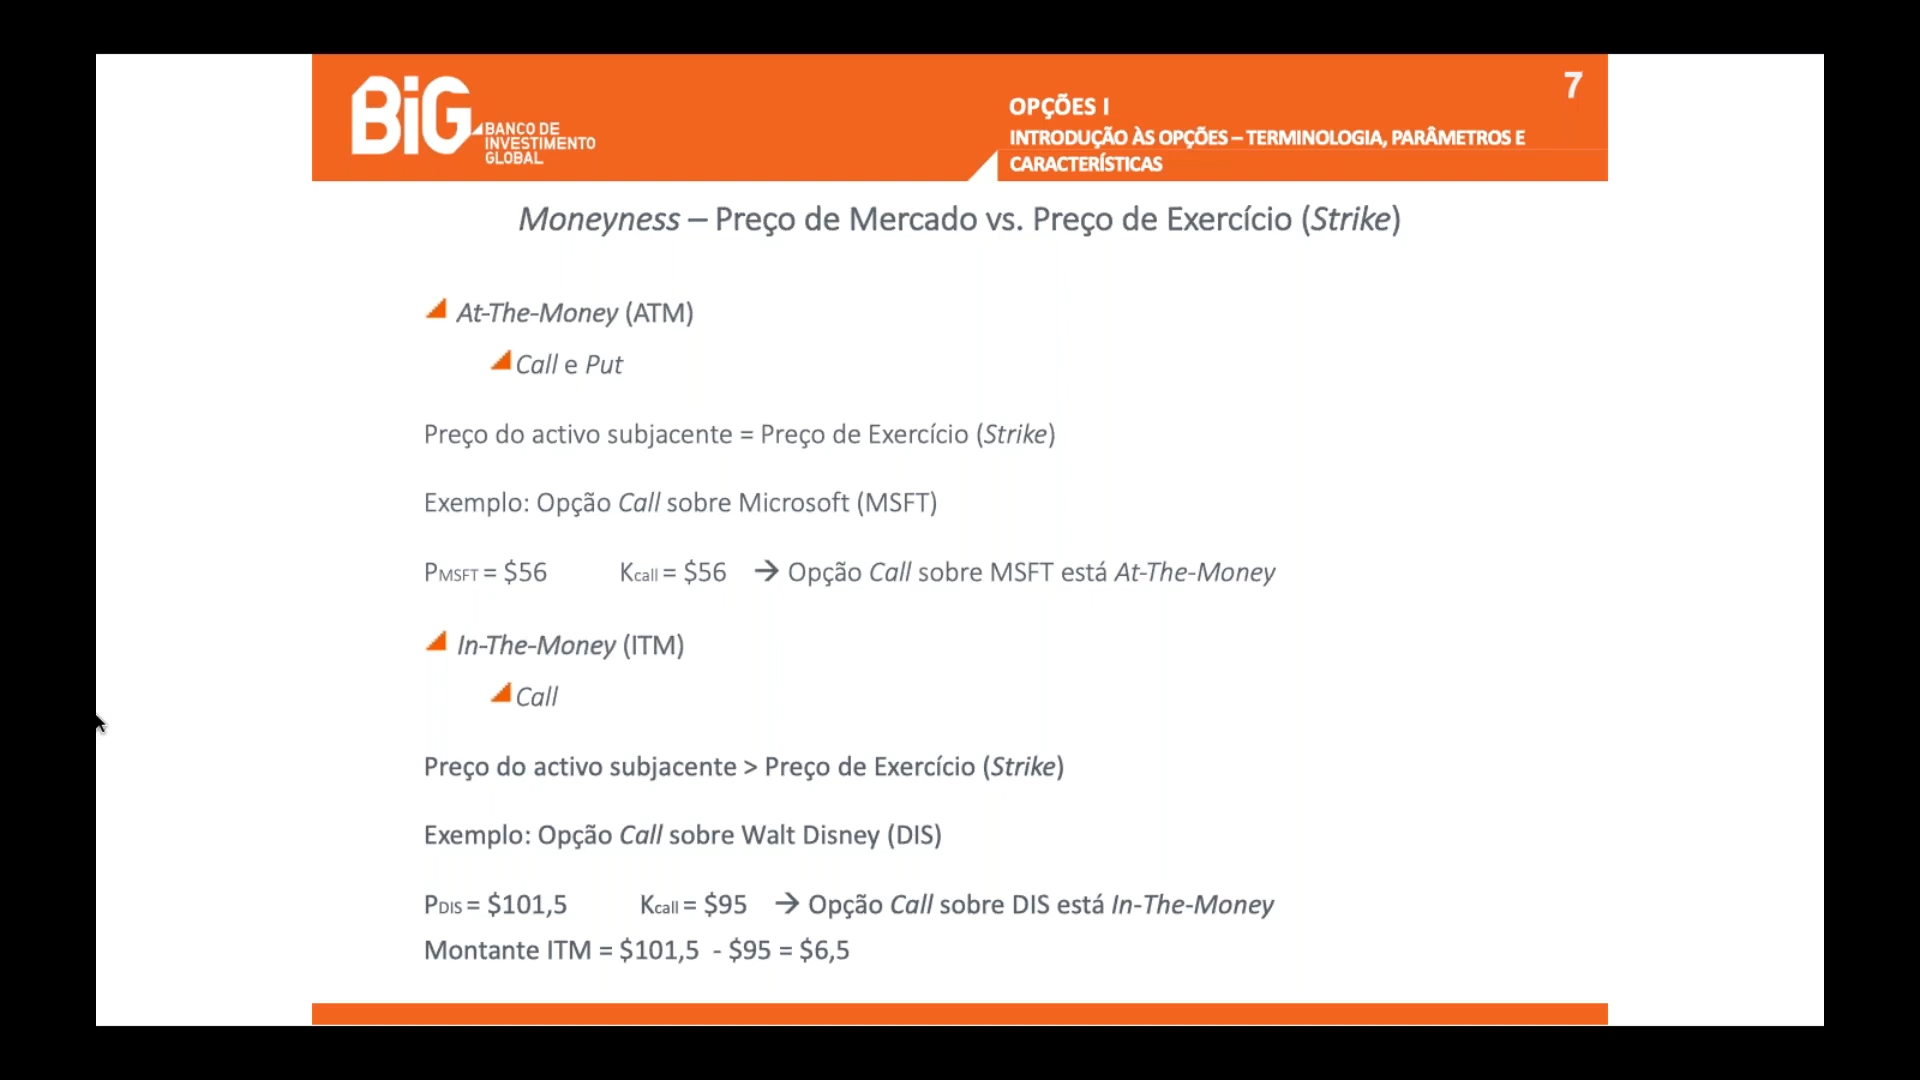 BiG
BANCO DE
INVESTIMENTO
GLOBAL
7
OPÇÕES I
INTRODUÇÃO ÀS OPÇÕES – TERMINOLOGIA, PARÂMETROS E
CARACTERÍSTICAS
Moneyness – Preço de Mercado vs. Preço de Exercício (Strike)
At-The-Money (ATM)
Call e Put
Preço do activo subjacente = Preço de Exercício (Strike)
Exemplo: Opção Call sobre Microsoft (MSFT)
PMSFT = $56 Kcall = $56 → Opção Call sobre MSFT está At-The-Money
In-The-Money (ITM)
Call
Preço do activo subjacente > Preço de Exercício (Strike)
Exemplo: Opção Call sobre Walt Disney (DIS)
PDIS = $101,5 Kcall = $95 → Opção Call sobre DIS está In-The-Money
Montante ITM = $101,5 - $95 = $6,5